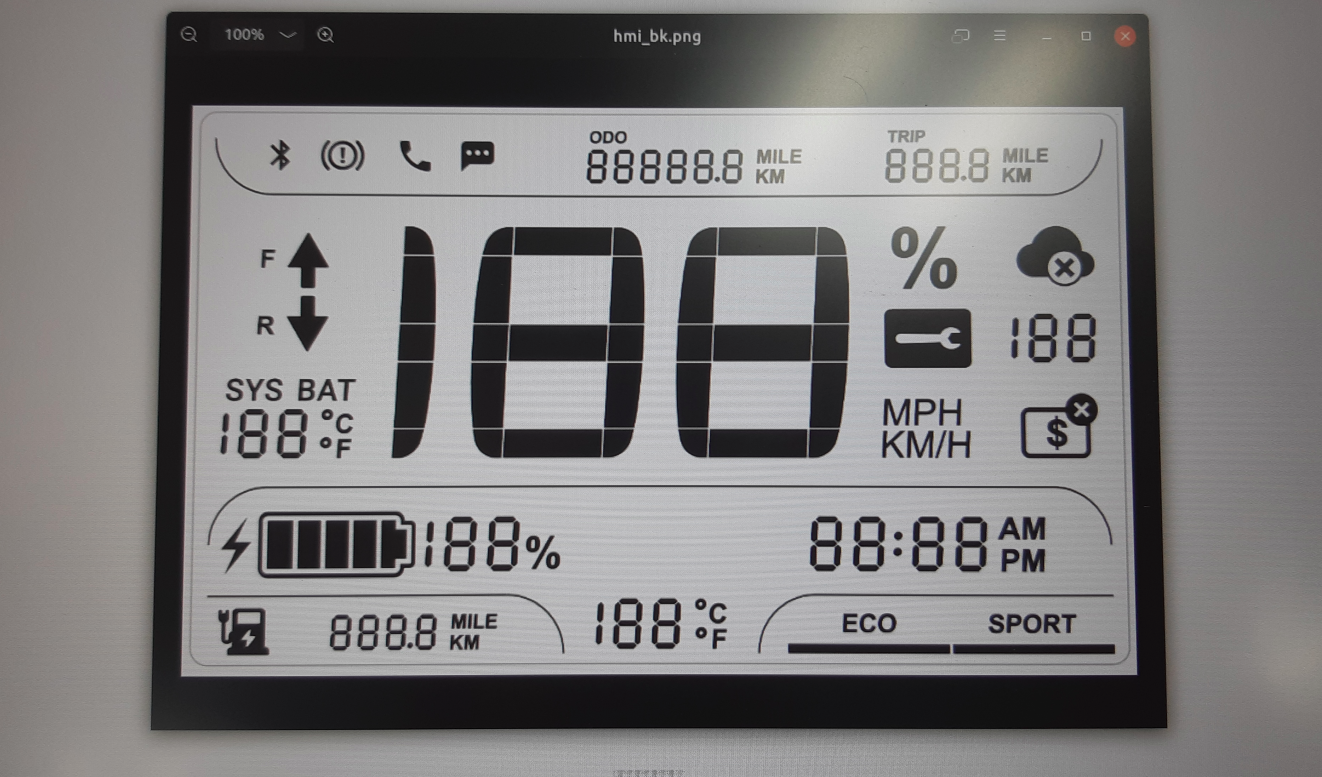 100%
hmi_bk.png
ODO
88888.8 MILE
KM
TRIP
888.8 MILE
KM
F
R
SYS BAT
188 °C
°F
188
%
188
MPH
KM/H
$
188%
88:88 AM
PM
888.8 MILE
KM
188 °C
°F
ECO
SPORT